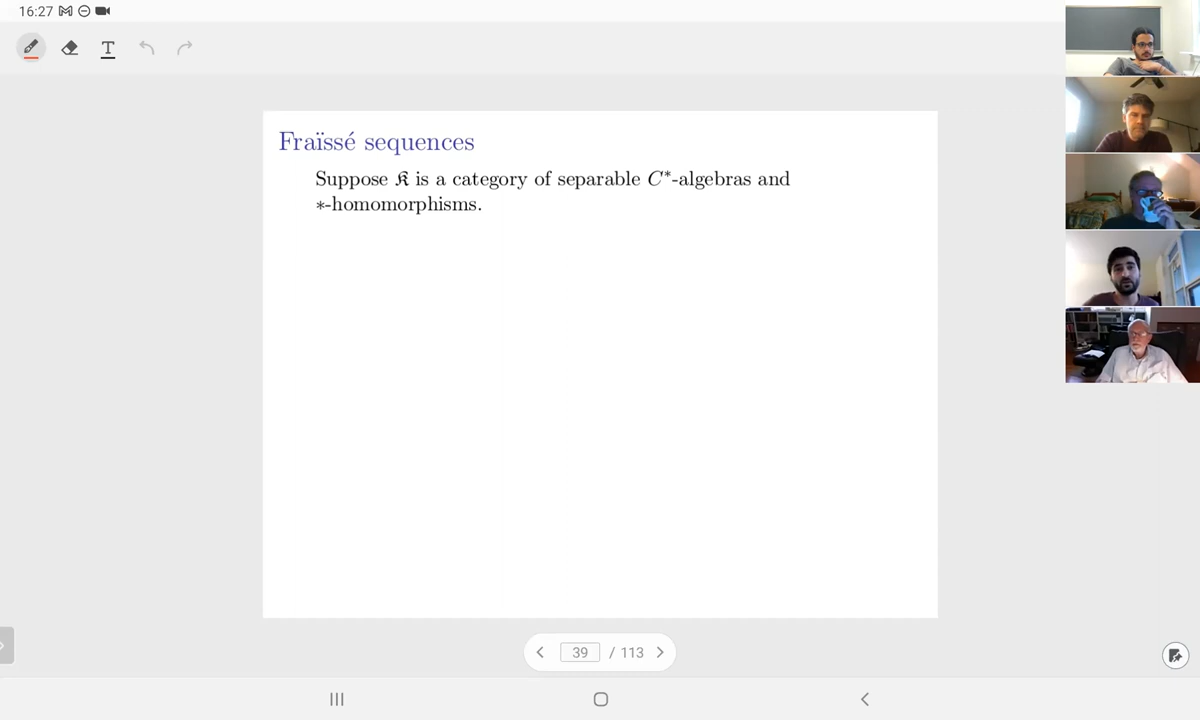 16:27
T
Fraïssé sequences
Suppose 𝔎 is a category of separable C*-algebras and
*-homomorphisms.
39 / 113